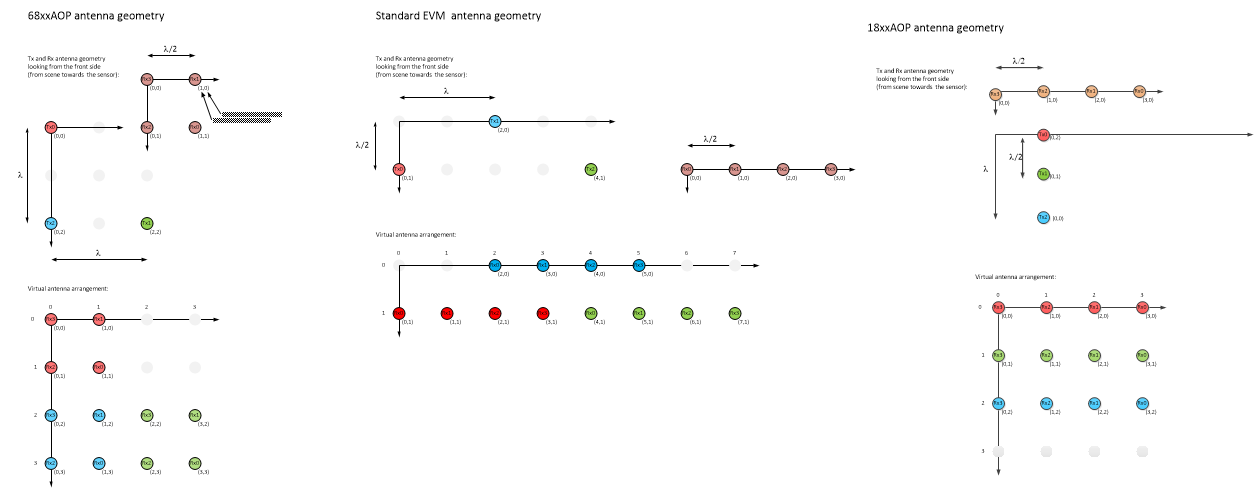 68xxAOP antenna geometry
λ/2
Tx and Rx antenna geometry
looking from the front side
(from scene towards the sensor):
Rx3
Rx1
(0,0)
(1,0)
Tx0
Rx2
Rx0
(0,0)
(0,1)
(1,1)
λ
Tx2
Tx1
(0,2)
(2,2)
λ
Virtual antenna arrangement:
0
1
2
3
0
Rx3
Rx1
(0,0)
(1,0)
1
Rx2
Rx0
(0,1)
(1,1)
2
Rx3
Rx1
Rx3
Rx1
(0,2)
(1,2)
(2,2)
(3,2)
3
Rx2
Rx0
Rx2
Rx0
(0,3)
(1,3)
(2,3)
(3,3)
Standard EVM antenna geometry
Tx and Rx antenna geometry
looking from the front side
(from scene towards the sensor):
λ
Tx1
(2,0)
λ/2
λ/2
Tx0
Tx2
(0,1)
(4,1)
Rx0
Rx1
Rx2
Rx3
(0,0)
(1,0)
(2,0)
(3,0)
Virtual antenna arrangement:
0
1
2
3
4
5
6
7
0
Rx0
Rx1
Rx2
Rx3
(2,0)
(3,0)
(4,0)
(5,0)
1
Rx0
Rx1
Rx2
Rx3
(0,1)
(1,1)
(2,1)
(3,1)
(4,1)
(5,1)
(6,1)
(7,1)
18xxAOP antenna geometry
Tx and Rx antenna geometry
looking from the front side
(from scene towards the sensor):
λ/2
Rx3
Rx2
Rx1
Rx0
(0,0)
(1,0)
(2,0)
(3,0)
Tx0
(0,2)
λ/2
λ
Tx1
(0,1)
Tx2
(0,0)
Virtual antenna arrangement:
0
1
2
3
0
Rx3
Rx2
Rx1
Rx0
(0,0)
(1,0)
(2,0)
(3,0)
1
Rx3
Rx2
Rx1
Rx0
(0,1)
(1,1)
(2,1)
(3,1)
2
Rx3
Rx2
Rx1
Rx0
(0,2)
(1,2)
(2,2)
(3,2)
3